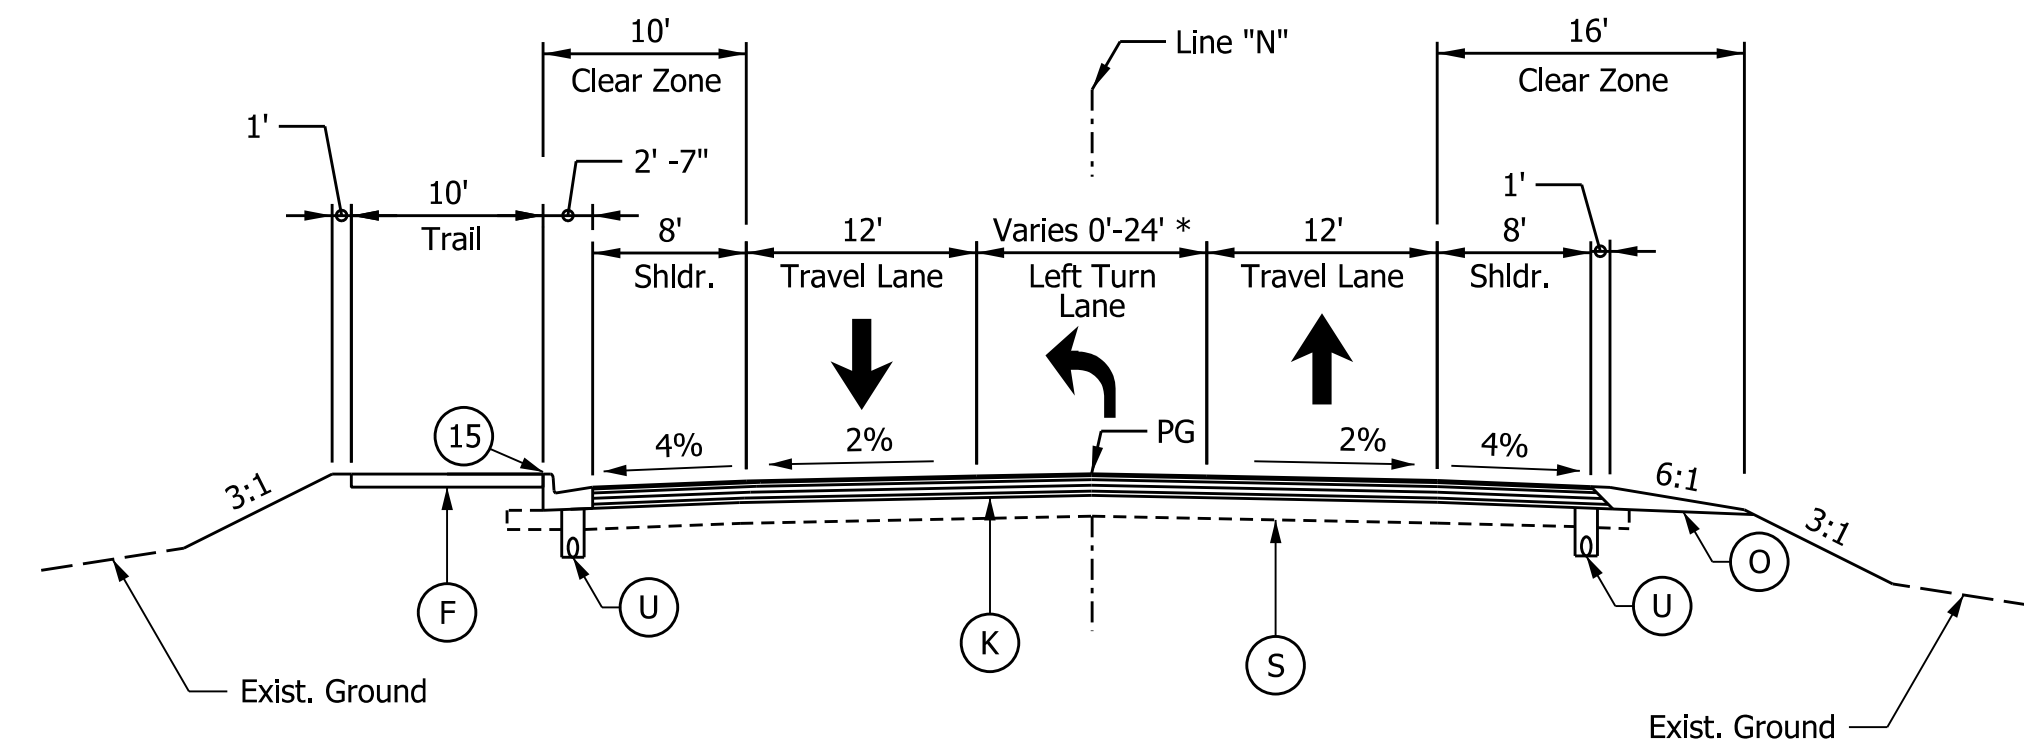 10'
16'
Line "N"
Clear Zone
Clear Zone
1'
2' -7"
10'
1'
Trail
8'
12'
Varies 0'-24' *
12'
8'
Shldr.
Travel Lane
Left Turn
Lane
Travel Lane
Shldr.
15
4%
2%
PG
2%
4%
3:1
6:1
3:1
F
U
K
S
U
O
Exist. Ground
Exist. Ground